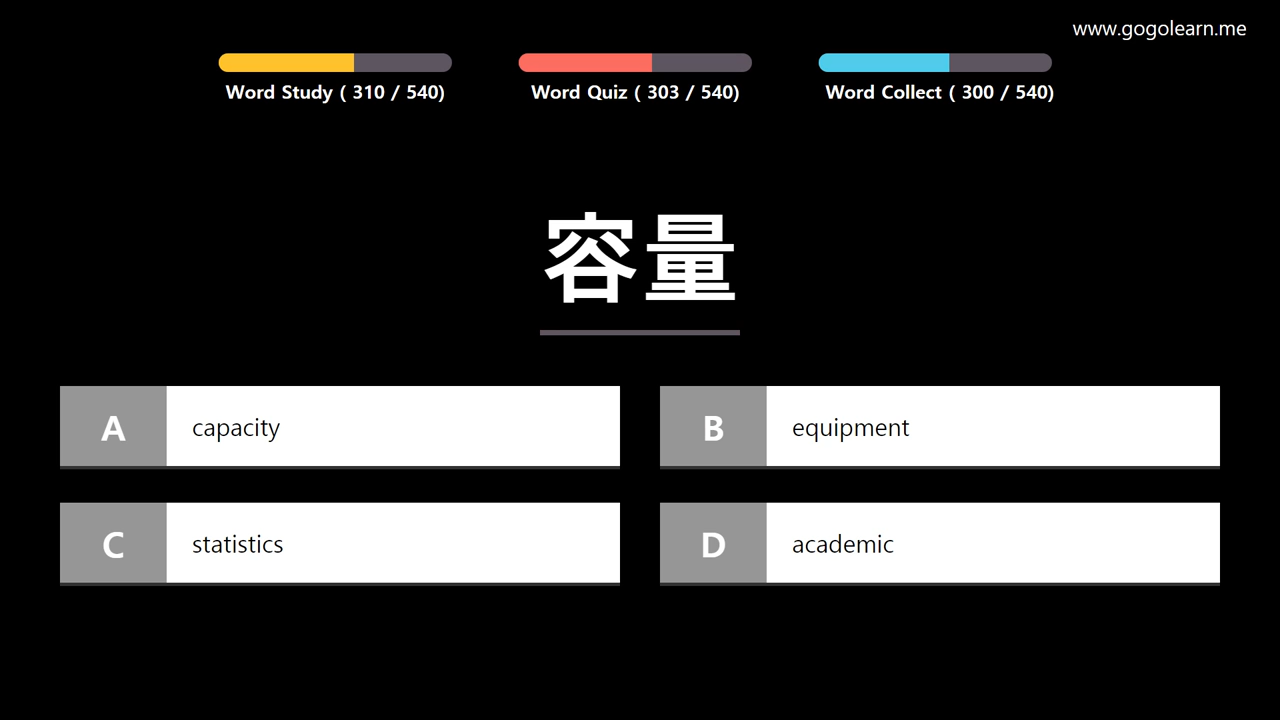 www.gogolearn.me
Word Study ( 310 / 540)
Word Quiz ( 303 / 540)
Word Collect ( 300 / 540)
容量
A
capacity
B
equipment
C
statistics
D
academic